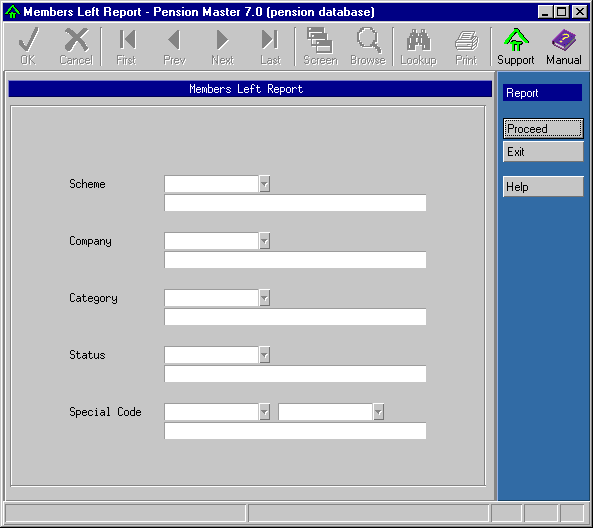 Members Left Report - Pension Master 7.0 (pension database)
OK Cancel First Prev Next Last Screen Browse Lookup Print Support Manual
Members Left Report
Report
Proceed
Exit
Help
Scheme
Company
Category
Status
Special Code